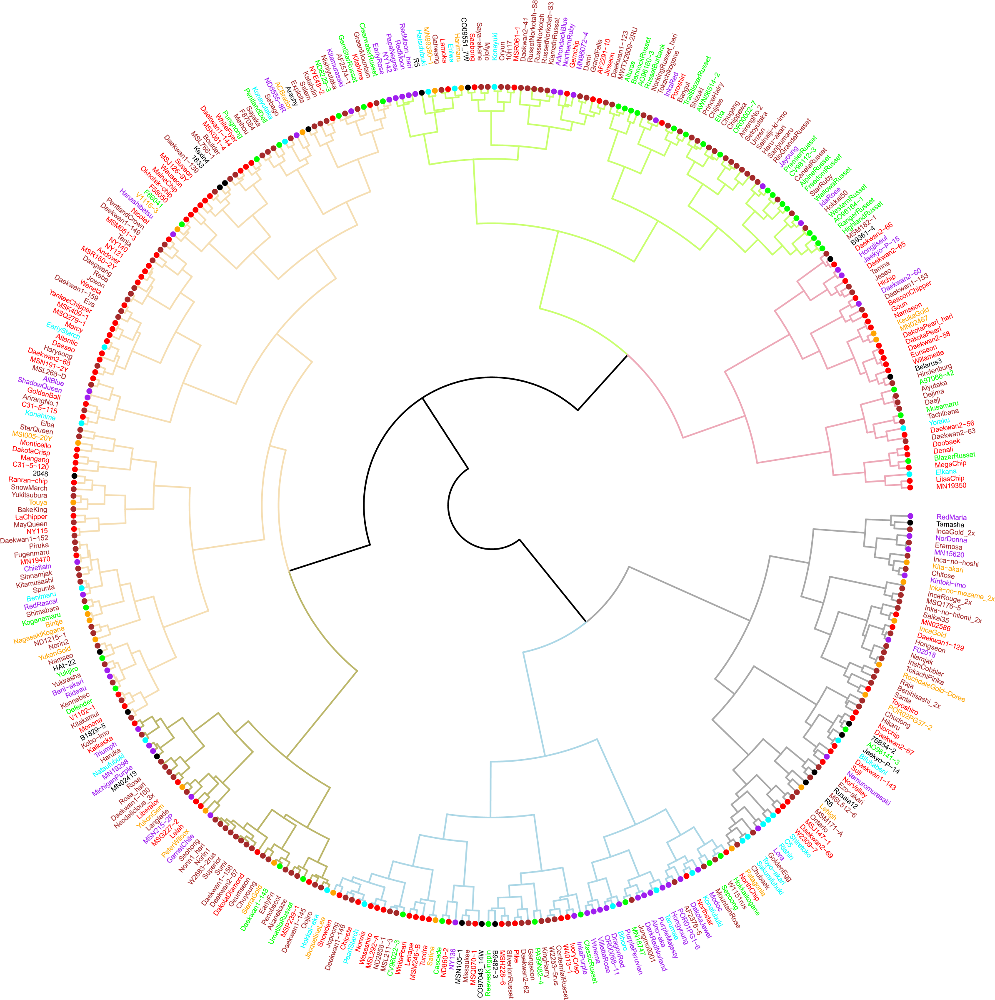 RedMoon_hari
RedMoon
PapaNegras
NY142
EarlyRose
ClearwaterRusset
GreenMountain
GemStarRusset
Kitahime
AF2574-1
Kitamurasaki
Nishiyutaka
ND8229-3
NYE48-2
Katahdin
Salem
Exploits
Arachy
ACBrador
ND8555-8R
Sebago
Konayutaka
PentlandDell
Sayaka
F87084
Meihou
Pungnong
WhiteFlyer
Daekwan1-144
MSK061-4
Boulder
MSL766-1
Kexin4
1833
Daekwan1-139
Suseon
MSJ126-9Y
Wauseon
MaineChip
Okhotsk-chip
F58050
F66041
V1115-3
Hanashibetsu
Nicolet
PentlandCrown
Daekwan1-149
MSM051-3
Tanja
NY140
NY121
Andover
MSR160-2Y
Daegwang
Reba
Jowon
Waneta
Daekwan1-159
Eva
YankeeChipper
MSK409-1
MSQ279-1
Marcy
EarlyStarch
Atlantic
Daeseo
Haryeong
Daekwan2-68
MSN191-2Y
MSL268-D
AllBlue
ShadowQueen
GoldenBall
ArirangNo.1
C31-5-115
Konahime
Elba
StarQueen
MSI005-20Y
Monticello
DakotaCrisp
Mangang
C31-5-120
2048
Ranran-chip
SnowMarch
Yukitsubura
Touya
BakeKing
LaChipper
MayQueen
NY115
Daekwan1-152
Piruka
Fugenmaru
MN19470
Chieftain
Sinnamjak
Kitamusashi
Spunta
Benimaru
RedRascal
Shimabara
Koganemaru
Bintje
NagasakiKogane
ND1215-1
Norin2
YukonGold
Namseo
HAt-22
Yukijiro
Yukirasha
Beni-akari
Rideau
Kennebec
Defender
V1102-1
Kitakamui
Monona
B1829-5
Kobo-imo
Kalkaska
Triumph
Haruka
Natsufubuki
MN19298
MichiganPurple
MN02419
Rosa
Rosa_hari
Daekwan1-160
Neodelicious_3x
Liberator
YukonGem
Langlade
MSN215-2P
MSG227-2
Lelah
PeterWilcox
GarnetChile
Seohong
Norin1_hari
Norin1
W2683-2rus
Superior
Sumi
Daekwan1-158
Daekwan2-57
DakotaDiamond
Geumseon
Chuyoung
SierraGold
Daekwan1-148
EarlyFri
Penobscot
Akanekaze
UmatillaRusset
MSP239-1
Daekwan1-145
Oojiro
Hokkai-aka
JacquelineLee
Snowden
Jopoong
Daekwan1-146
Chipeta
PearlStarch
Norwis
Waseshiro
MSL292-A
ND2858-1
MSL211-3
CV96022-3
WhitePearl
Lenape
MSM246-B
Tundra
Satina
Cascade
ND860-2
NY136
MSN105-1
Missaukee
MSQ070-1
CO97043_14W
ReevesKingpin
B9482-3
MSH228-6
SilvertonRusset
Pike
Daekwan2-62
Gangseon
PA99N82-4
KingHarry
W2253-5rus
CentennialRusset
W4013-1
IvoryCrisp
InkaPurple
ClassicRusset
Winema
VillettaRose
OR00068-11
DragonRed
Bihoro
PurplePeruvian
MN18747
Jungmo9001
DarkRedNorland
Aino-aka
PurpleMajesty
Tarumae
Hongyoung
POR01PG1-6
AF2376-5
DakotaJewel
Northstar
Konafubuki
Modoc
MountainRose
Sepong
W1151rus
Hokkaikogane
NorthChip
Patagonia
Chubaek
Sakurafubuki
Toyo-akari
GoldenEgg
Lora
Rishiri
C5
Shiretoko
W2309-7
Daekwan2-69
MSJ147-1
Ontario
MSM171-A
Lehigh
R6
MSL512-6
Russia12
Ezo-akari
NorValley
Nemuromurasaki
Suji
Daekwan1-143
Bifukabeni
Jaekyo-P-14
AO96141-3
76B54-2
Daekwan2-67
Norchip
Hikaru
Chudong
POR02PG37-2
Toyoshiro
Sante
Benihisashi_2x
Raja
RochdaleGold-Doree
TokachiPirika
IrishCobbler
Namjak
F02018
Hongseon
Daekwan1-129
IncaGold
MN02586
Saikai35
Inka-no-hitomi_2x
MSQ176-5
IncaRouge_2x
Inka-no-mezame_2x
Kintoki-imo
Chitose
Kita-akari
Inca-no-hoshi
MN15620
Eramosa
NorDonna
IncaGold_2x
Tamasha
RedMaria
MN19350
LilasChip
Elkana
MegaChip
BlazerRusset
Denali
Doobaek
Daekwan2-63
Daekwan2-56
Yoraku
Tachibana
Musamaru
Daeji
Dejima
Aiyutaka
A97066-42
Hindenburg
Belarus3
Willamette
Eunseon
Daekwan2-58
DakotaPearl
DakotaPearl_hari
MN02467
KeukaGold
Namseon
Goun
BeaconChipper
Daekwan1-153
Daekwan2-60
Hichip
Jeseo
Tamna
Daekwan2-65
Jaekyo-P-15
Hongjiseul
Daekwan2-66
B9361-4
MSM182-1
HighlandRusset
RangerRusset
AO96164-1
WesternRusset
Hokkai50
IdaRose
WallowaRusset
StarRuby
FreedomRusset
AlpineRusset
CanelaRusset
CV98112-3
PremierRusset
Jayoung
RioGrandeRusset
Sanjyumaru
Haru-akari
Seinaiji-ki-imo
Unzen
Setoyutaka
ArirangNo.2
OR00002-7
Chippewa
Chugang
Eba
Chijiwa
PrinceHairy
AWN86514-2
Shizuki
TrailBlazerRusset
Bangul
Poroshiri
InkaRed
Tokachikogane
NorkingRusset_hari
RussetBurbank
AO96160-3
BannockRusset
Alturas
MWTX2609-2RU
Daekwan1-123
Jinseon
AF2291-10
GrandFalls
Dami
MN96072-4
Gemchip
NorthernRuby
AdirondackBlue
KlamathRusset
RussetNorkotah-S3
RussetNorkotah
RussetNorkotah-S8
Daekwan2-41
MSR061-1
10H17
Oryun
Konayuki
Myojo
Saya-akane
Saebong
CO09551_7W
Harimaru
Eniwa
Lamoka
Gahwang
MN99380-1
Hatsufubuki
R5